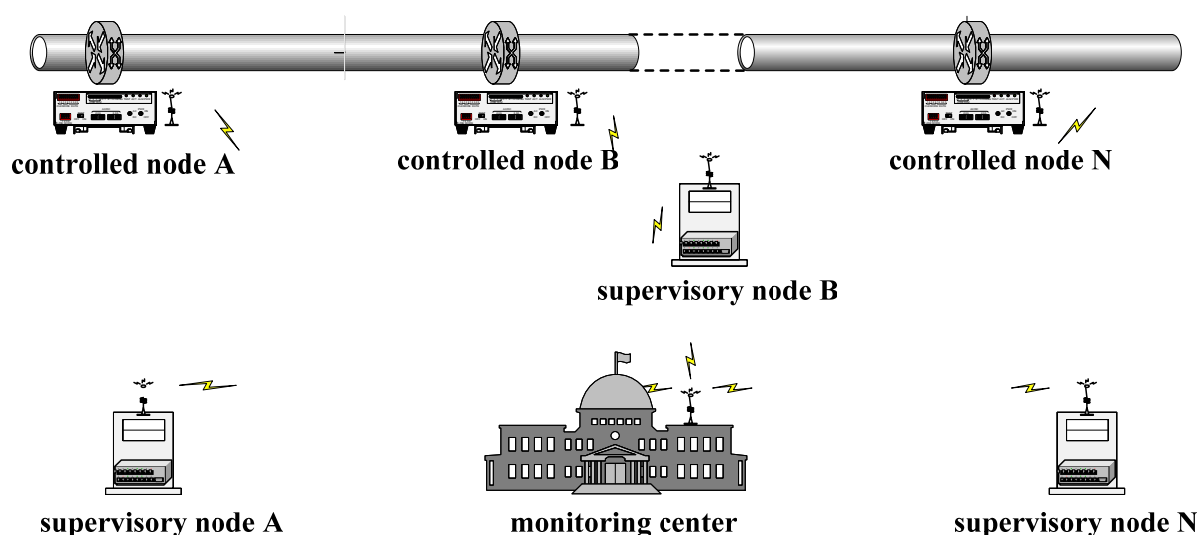 controlled node A
controlled node B
controlled node N
supervisory node B
supervisory node A
monitoring center
supervisory node N